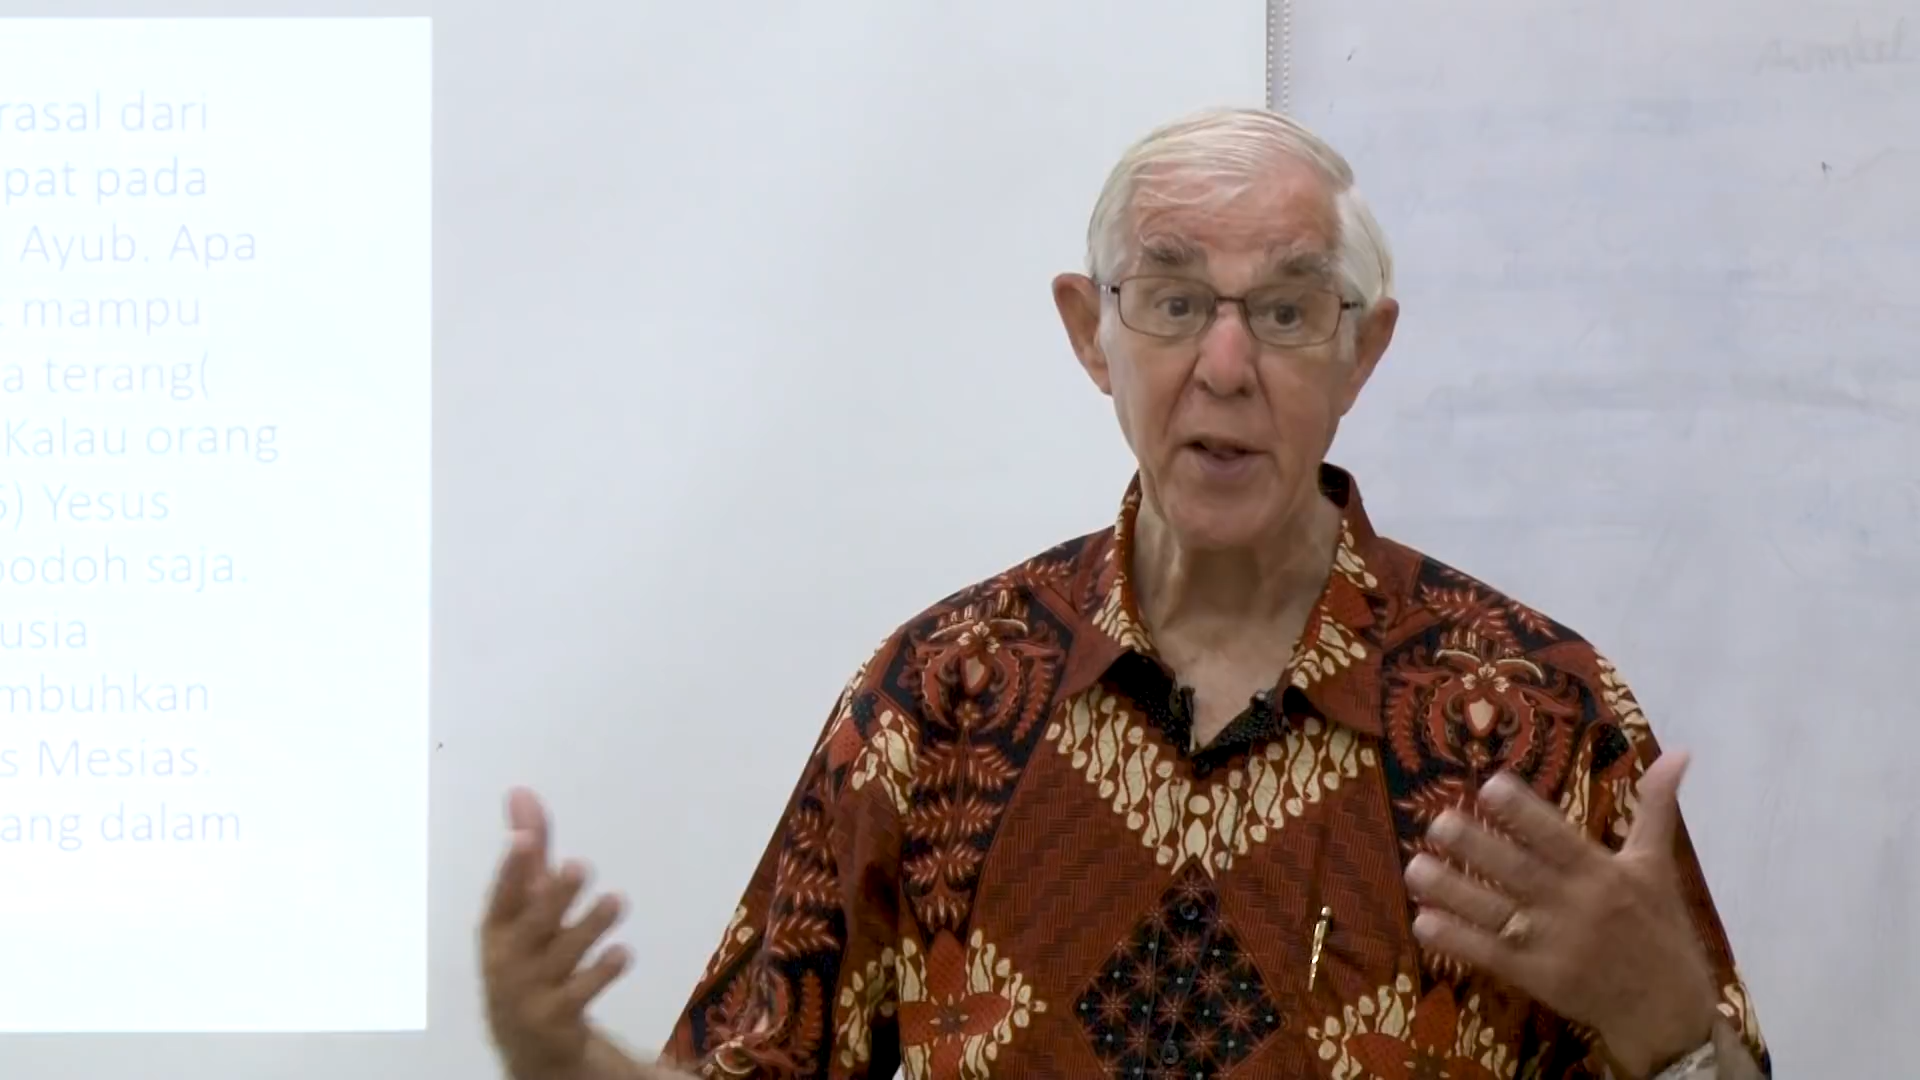 rasal dari
pat pada
Ayub. Apa
mampu
a terang(
Kalau orang
5) Yesus
bodoh saja.
usia
mbuhkan
s Mesias.
ang dalam